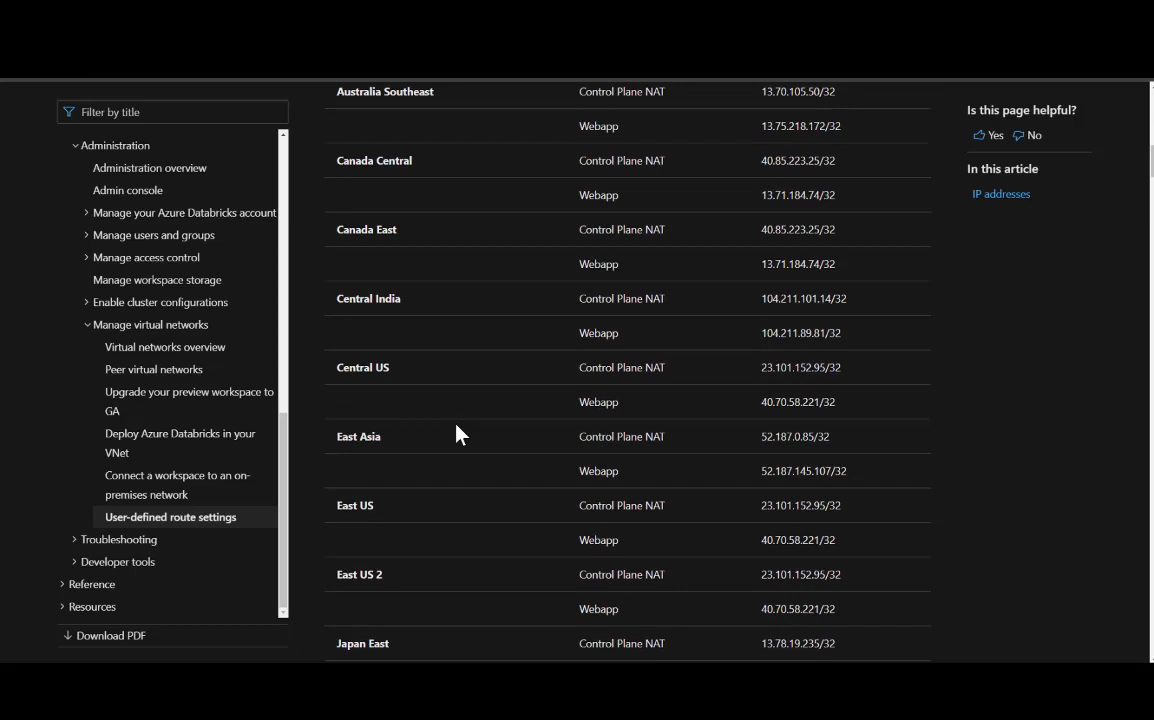 Filter by title
Administration
Administration overview
Admin console
Manage your Azure Databricks account
Manage users and groups
Manage access control
Manage workspace storage
Enable cluster configurations
Manage virtual networks
Virtual networks overview
Peer virtual networks
Upgrade your preview workspace to
GA
Deploy Azure Databricks in your
VNet
Connect a workspace to an on-
premises network
User-defined route settings
Troubleshooting
Developer tools
Reference
Resources
Download PDF
Australia Southeast Control Plane NAT 13.70.105.50/32
Webapp 13.75.218.172/32
Canada Central Control Plane NAT 40.85.223.25/32
Webapp 13.71.184.74/32
Canada East Control Plane NAT 40.85.223.25/32
Webapp 13.71.184.74/32
Central India Control Plane NAT 104.211.101.14/32
Webapp 104.211.89.81/32
Central US Control Plane NAT 23.101.152.95/32
Webapp 40.70.58.221/32
East Asia Control Plane NAT 52.187.0.85/32
Webapp 52.187.145.107/32
East US Control Plane NAT 23.101.152.95/32
Webapp 40.70.58.221/32
East US 2 Control Plane NAT 23.101.152.95/32
Webapp 40.70.58.221/32
Japan East Control Plane NAT 13.78.19.235/32
Is this page helpful?
Yes No
In this article
IP addresses